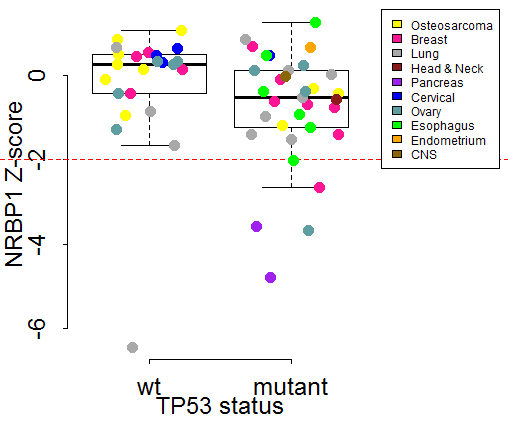 Osteosarcoma
Breast
Lung
Head & Neck
Pancreas
Cervical
Ovary
Esophagus
Endometrium
CNS
NRBP1 Z-score
0
-2
-4
-6
wt mutant
TP53 status